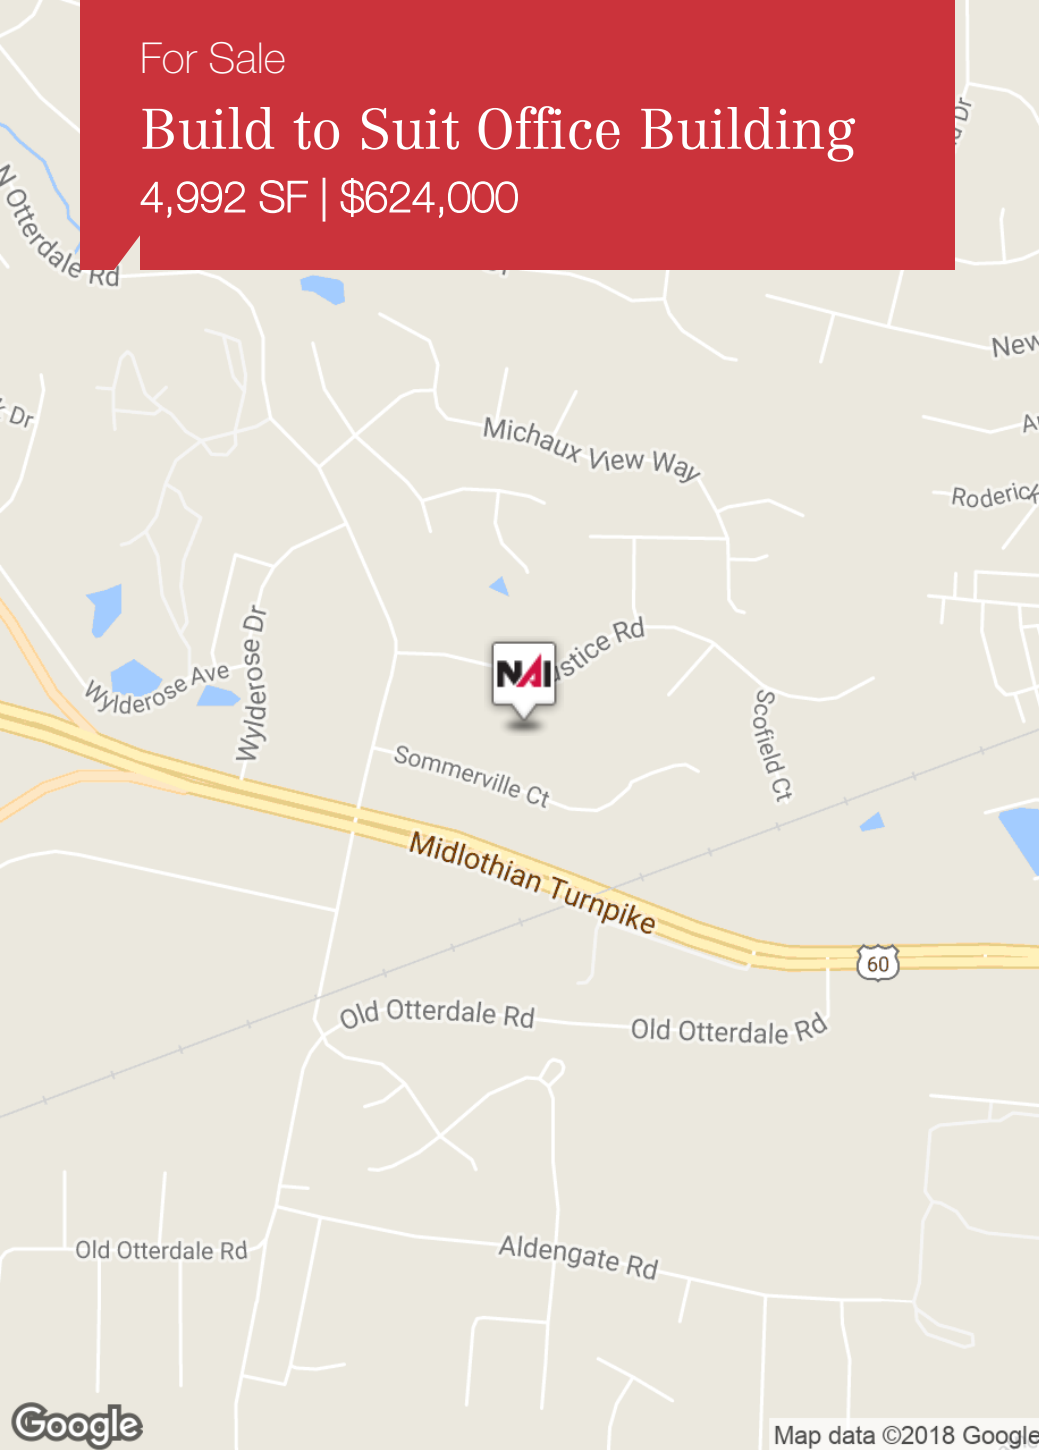 For Sale
Build to Suit Office Building
4,992 SF | $624,000
Dr
N Otterdale Rd
New
Dr
Michaux View Way
Roderick
Wylderose Dr
Rd
Wylderose Ave
NAI
Scofield Ct
Sommerville Ct
Midlothian Turnpike
60
Old Otterdale Rd
Old Otterdale Rd
Old Otterdale Rd
Aldengate Rd
Google
Map data ©2018 Google